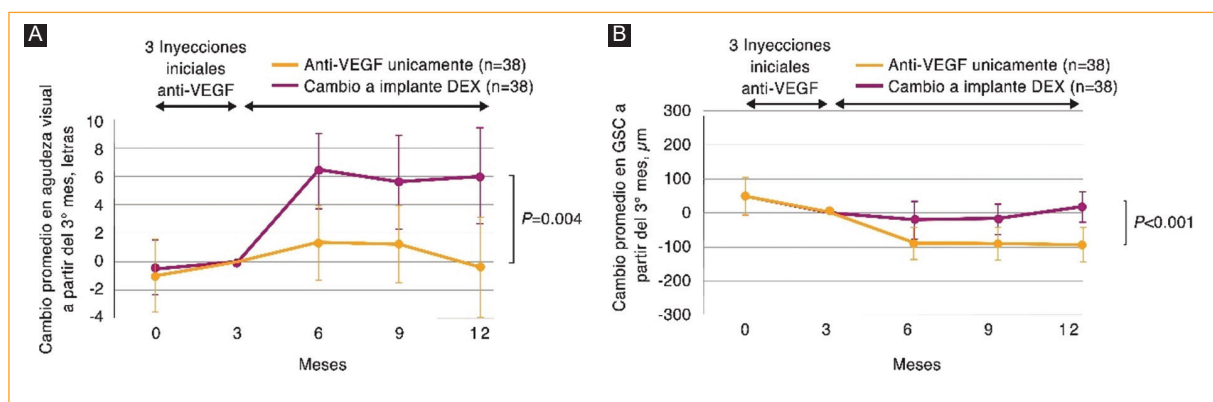 A
3 Inyecciones
iniciales
anti-VEGF
Anti-VEGF unicamente (n=38)
Cambio a implante DEX (n=38)
Cambio promedio en agudeza visual
a partir del 3° mes, letras
10
8
6
4
2
0
-2
-4
P=0.004
0 3 6 9 12
Meses
B
3 Inyecciones
iniciales
anti-VEGF
Anti-VEGF unicamente (n=38)
Cambio a implante DEX (n=38)
Cambio promedio en GSC a
partir del 3° mes, µm
300
200
100
0
-100
-200
-300
P<0.001
0 3 6 9 12
Meses